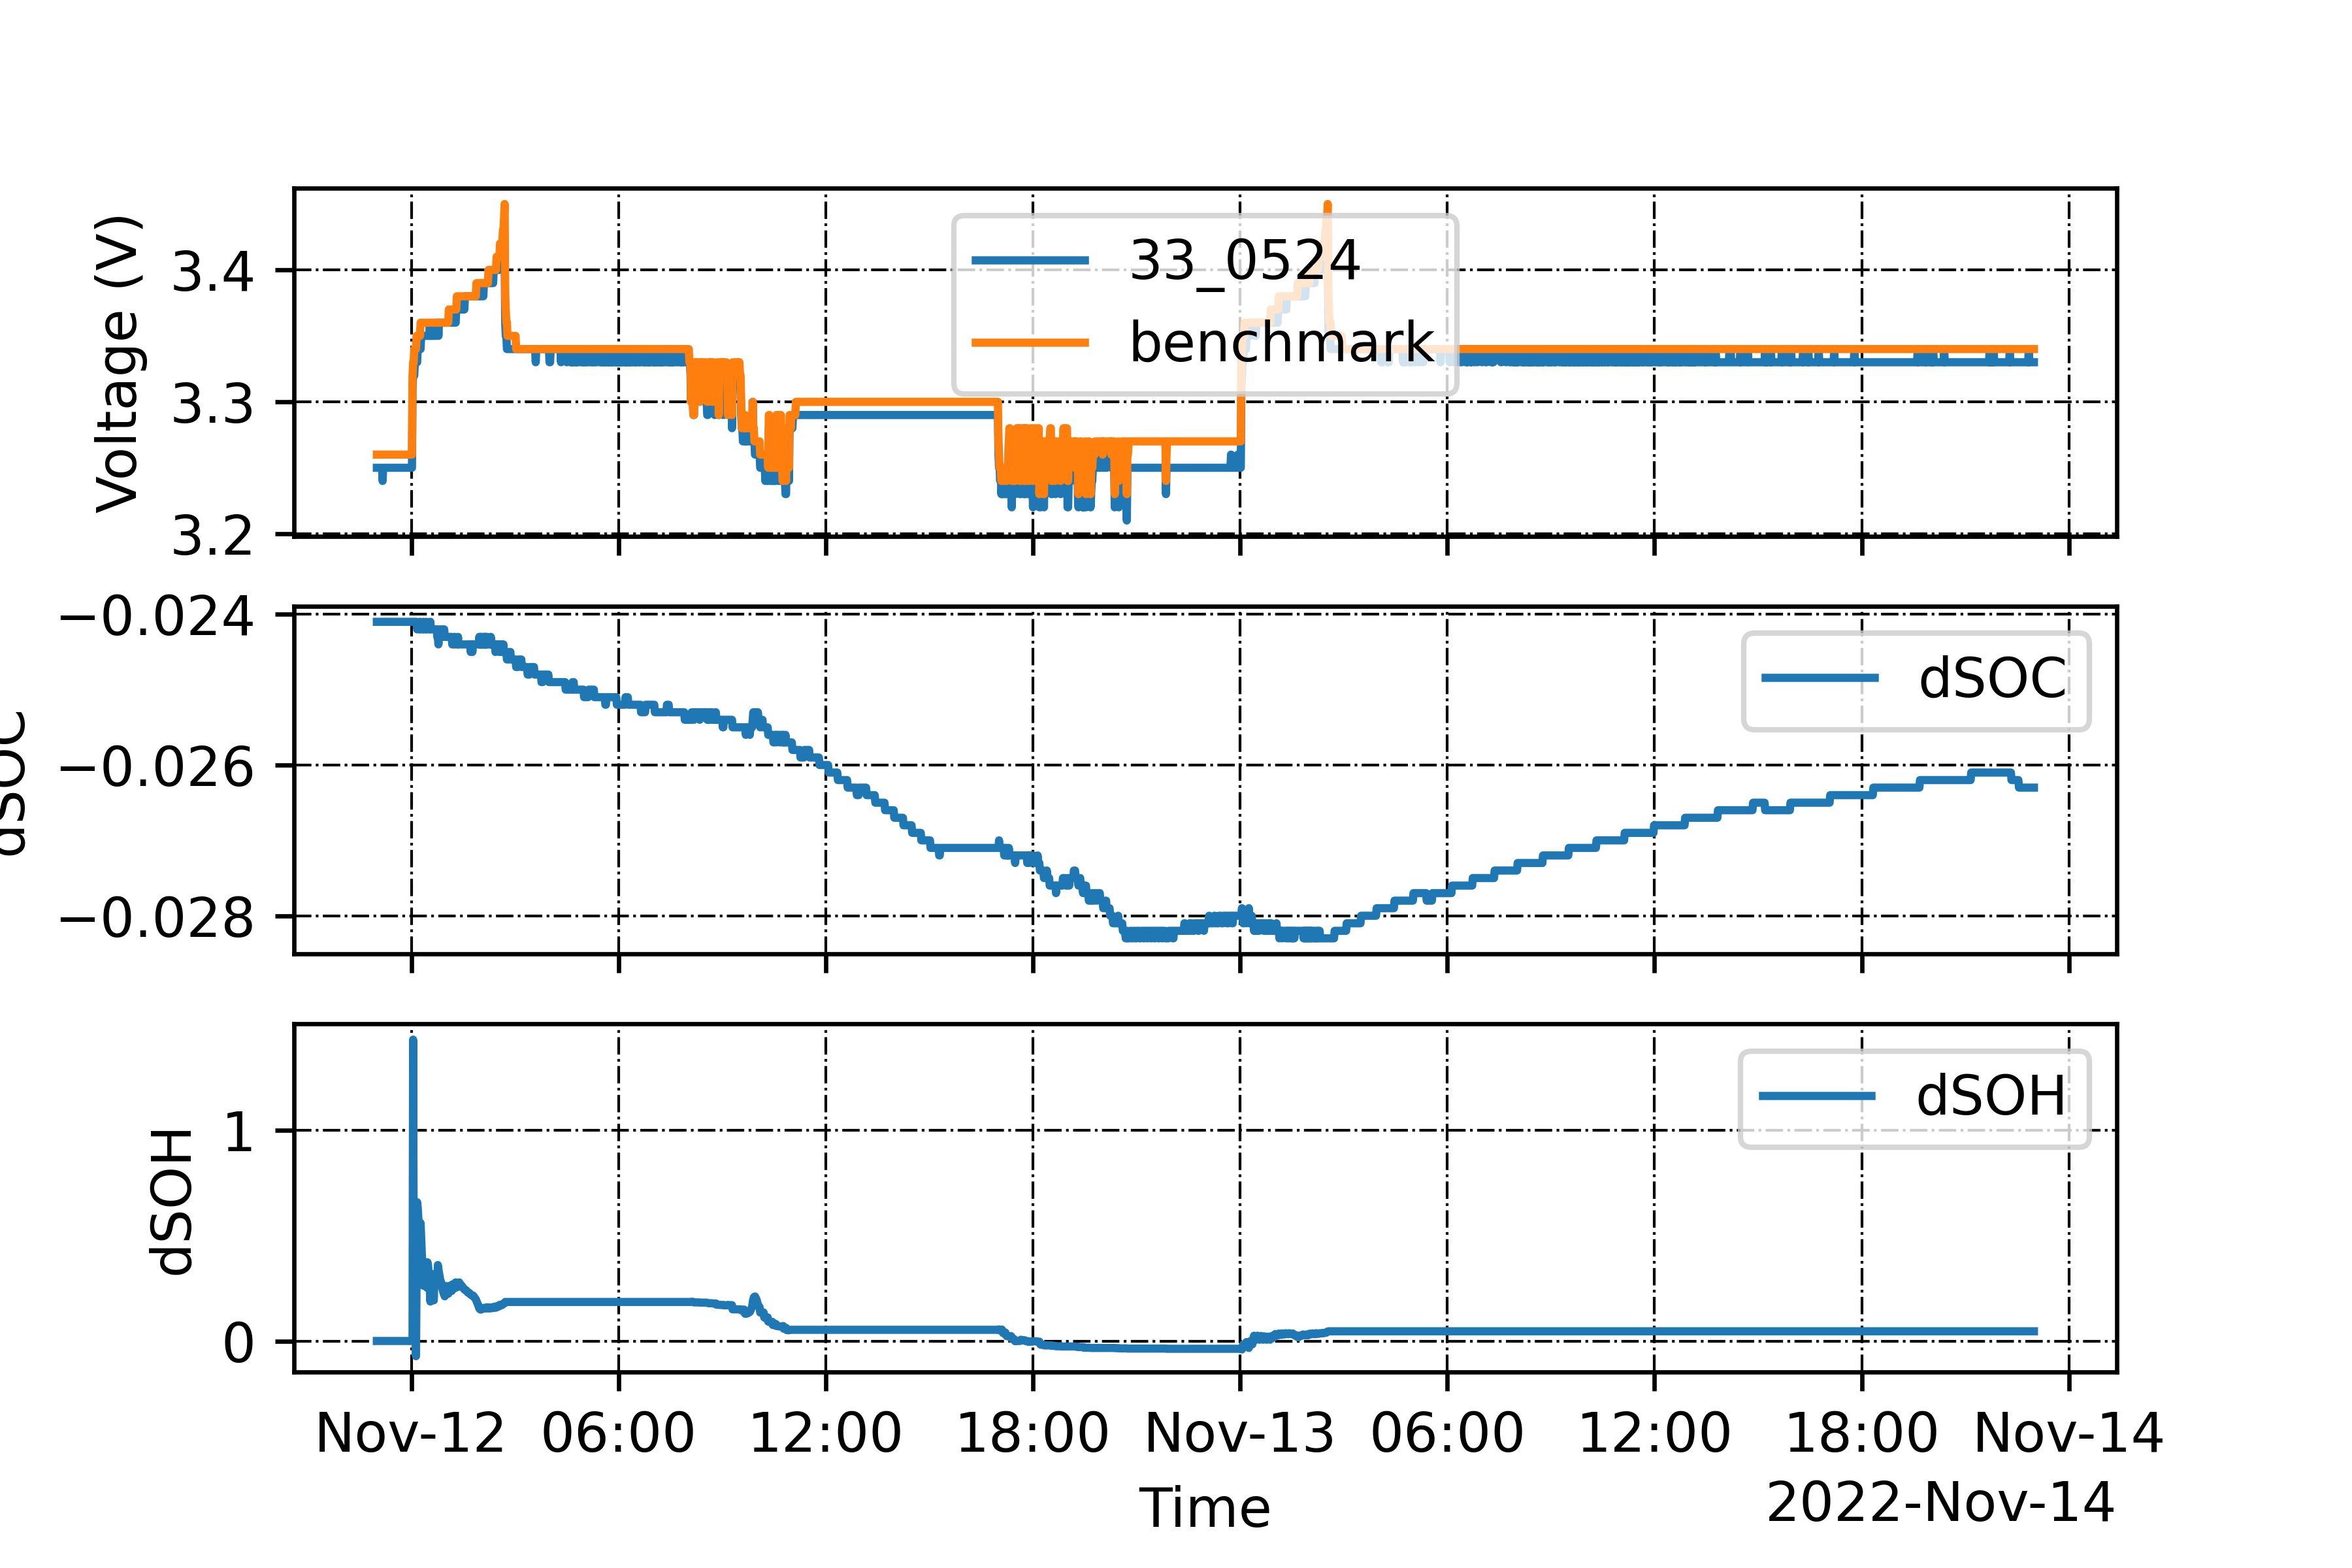 Voltage (V)
3.4
3.3
3.2
33_0524
benchmark
dSOC
−0.024
−0.026
−0.028
dSOC
dSOH
1
0
dSOH
Nov-12 06:00 12:00 18:00 Nov-13 06:00 12:00 18:00 Nov-14
Time
2022-Nov-14